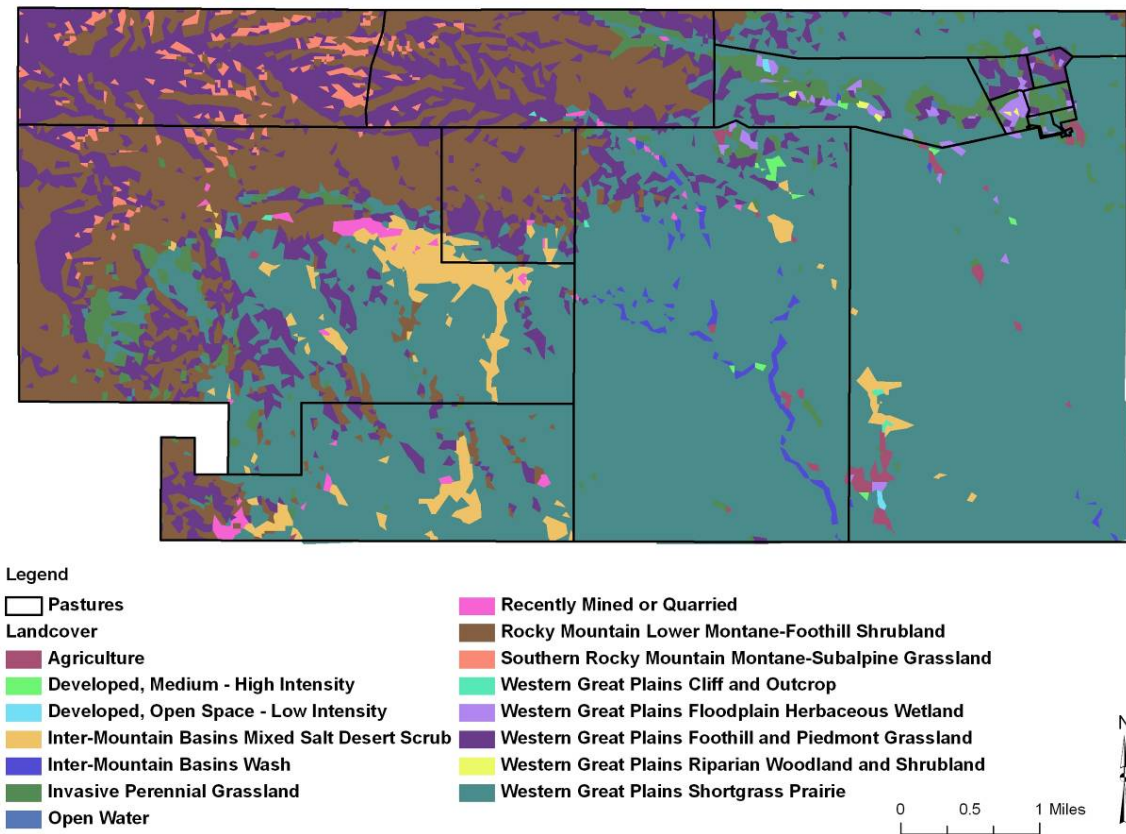 Legend
Pastures
Landcover
Agriculture
Developed, Medium - High Intensity
Developed, Open Space - Low Intensity
Inter-Mountain Basins Mixed Salt Desert Scrub
Inter-Mountain Basins Wash
Invasive Perennial Grassland
Open Water
Recently Mined or Quarried
Rocky Mountain Lower Montane-Foothill Shrubland
Southern Rocky Mountain Montane-Subalpine Grassland
Western Great Plains Cliff and Outcrop
Western Great Plains Floodplain Herbaceous Wetland
Western Great Plains Foothill and Piedmont Grassland
Western Great Plains Riparian Woodland and Shrubland
Western Great Plains Shortgrass Prairie
0 0.5 1 Miles
N